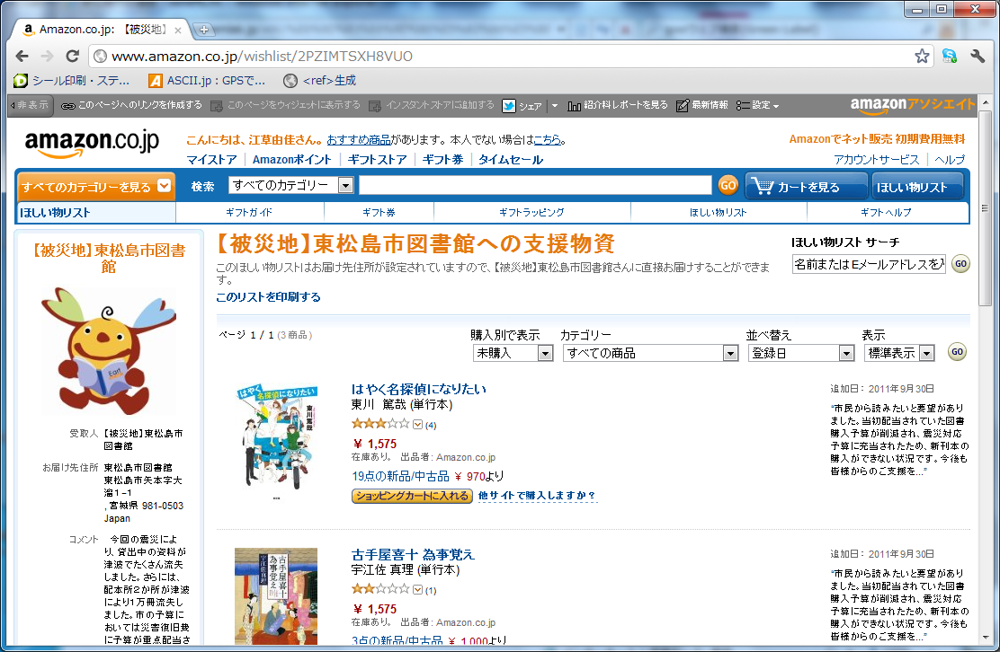 Amazon.co.jp: 【被災地】
www.amazon.co.jp/wishlist/2PZIMTSXH8VUO
シール印刷・ステ... ASCII.jp：GPSで... <ref>生成
非表示 このページへのリンクを作成する このページをウィジェットに表示する インスタントストアに追加する シェア 紹介料レポートを見る 最新情報 設定 amazonアソシエイト
amazon.co.jp
こんにちは、江草由佳さん。おすすめ商品があります。 本人でない場合はこちら。
Amazonでネット販売 初期費用無料
マイストア Amazonポイント ギフトストア ギフト券 タイムセール
アカウントサービス ヘルプ
すべてのカテゴリーを見る 検索 すべてのカテゴリー GO カートを見る ほしい物リスト
ほしい物リスト ギフトガイド ギフト券 ギフトラッピング ほしい物リスト ギフトヘルプ
【被災地】東松島市図書
館
Eart
受取人 【被災地】東松島市
図書館
お届け先住所 東松島市図書館
東松島市矢本字大
溜1-1
, 宮城県 981-0503
Japan
コメント 今回の震災によ
り、貸出中の資料が
津波でたくさん流失
しました。さらには、
配本所２か所が津波
により1万冊流失し
ました。市の予算に
おいては災害復旧費
に予算が重点配当さ
【被災地】東松島市図書館への支援物資
このほしい物リストはお届け先住所が設定されていますので、【被災地】東松島市図書館さんに直接お届けすることができま
す。
このリストを印刷する
ほしい物リスト サーチ
名前またはEメールアドレスを入 GO
ページ 1 / 1 (3 商品)
購入別で表示 カテゴリー 並べ替え 表示
未購入 すべての商品 登録日 標準表示 GO
はやく名探偵になりたい
東川篤哉
はやく名探偵になりたい
東川 篤哉 (単行本)
(4)
￥ 1,575
在庫あり。 出品者: Amazon.co.jp
19点の新品/中古品 ￥ 970より
ショッピングカートに入れる 他サイトで購入しますか？
追加日: 2011年9月30日
“市民から読みたいと要望があり
ました。当初配当されていた図書
購入予算が削減され、震災対応
予算に充当されたため、新刊本の
購入ができない状況です。今後も
皆様からのご支援を...”
古手屋喜十 為事覚え
宇江佐真理
古手屋喜十 為事覚え
宇江佐 真理 (単行本)
(1)
￥ 1,575
在庫あり。 出品者: Amazon.co.jp
3点の新品/中古品 ￥ 1,000より
追加日: 2011年9月30日
“市民から読みたいと要望があり
ました。当初配当されていた図書
購入予算が削減され、震災対応
予算に充当されたため、新刊本の
購入ができない状況です。今後も
皆様からのご支援を...”